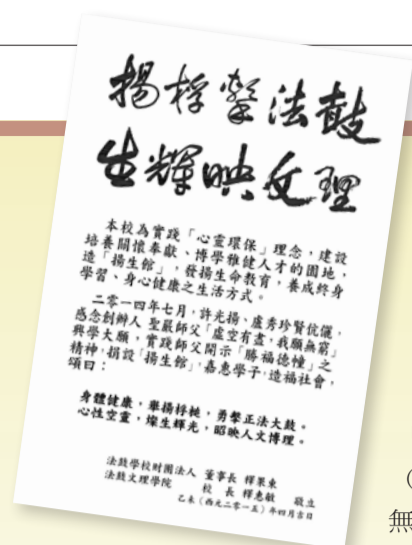 揚桴擊法鼓
生輝映文理
本校為實踐「心靈環保」理念，建設
培養關懷奉獻、博學雅健人才的園地，
造「揚生館」，發揚生命教育，養成終身
學習、身心健康之生活方式。
二零一四年七月，許光揚、盧秀珍賢伉儷，
感念創辦人 聖嚴師父「虛空有盡，我願無窮」
興學大願，實踐師父開示「勝福德幢」之
精神，捐設「揚生館」，嘉惠學子，造福社會，
頌曰：
身體健康，舉揚桴槌，勇擊正法大鼓。
心性空靈，燦生輝光，昭映人文博理。
法鼓學校財團法人 董事長 釋果東
法鼓文理學院 校 長 釋惠敏 敬立
乙未（西元二零一五）年四月吉日
（
無